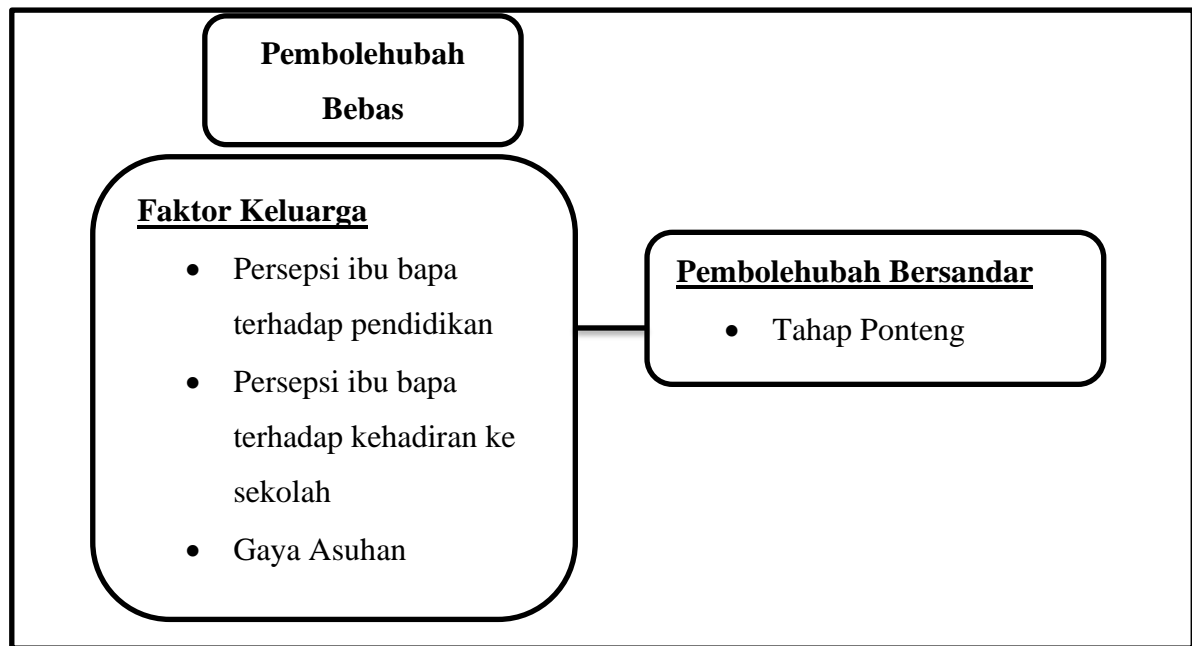 Pembolehubah
Bebas
Faktor Keluarga
• Persepsi ibu bapa
terhadap pendidikan
• Persepsi ibu bapa
terhadap kehadiran ke
sekolah
• Gaya Asuhan
Pembolehubah Bersandar
• Tahap Ponteng